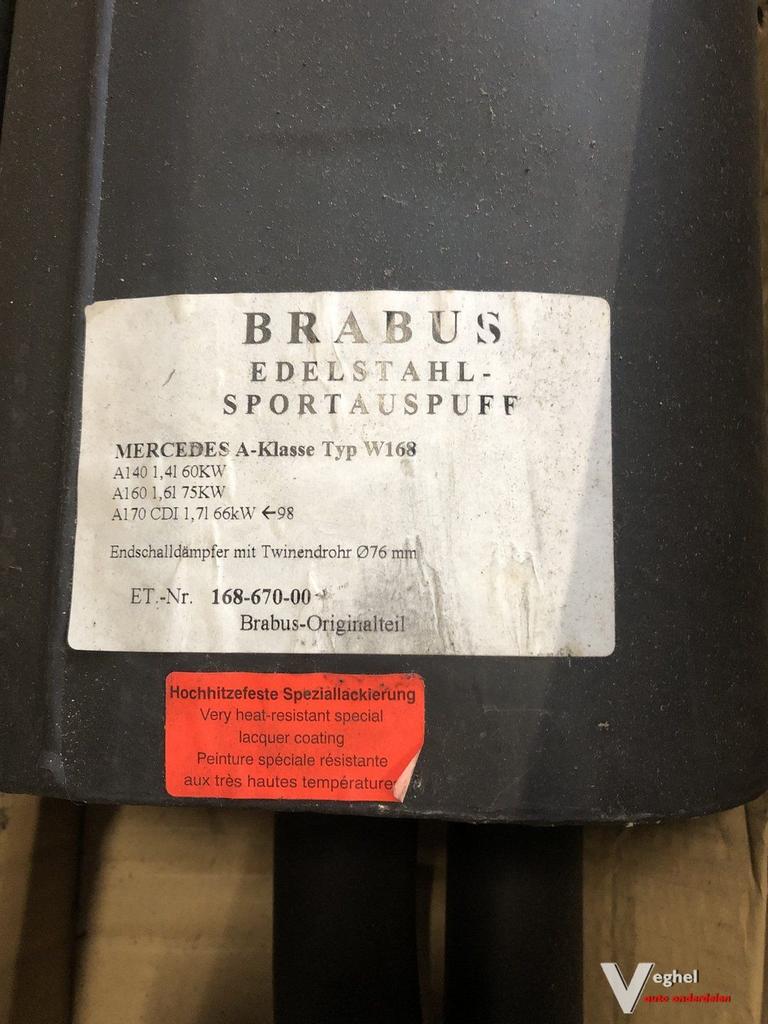 BRABUS
EDELSTAHL-
SPORTAUSPUFF
MERCEDES A-Klasse Typ W168
A140 1,4l 60KW
A160 1,6l 75KW
A170 CDI 1,7l 66kW ←98
Endschalldämpfer mit Twinendrohr Ø76 mm
ET.-Nr. 168-670-00
Brabus-Originalteil
Hochhitzefeste Speziallackierung
Very heat-resistant special
lacquer coating
Peinture spéciale résistante
aux très hautes températures
Veghel
auto onderdelen